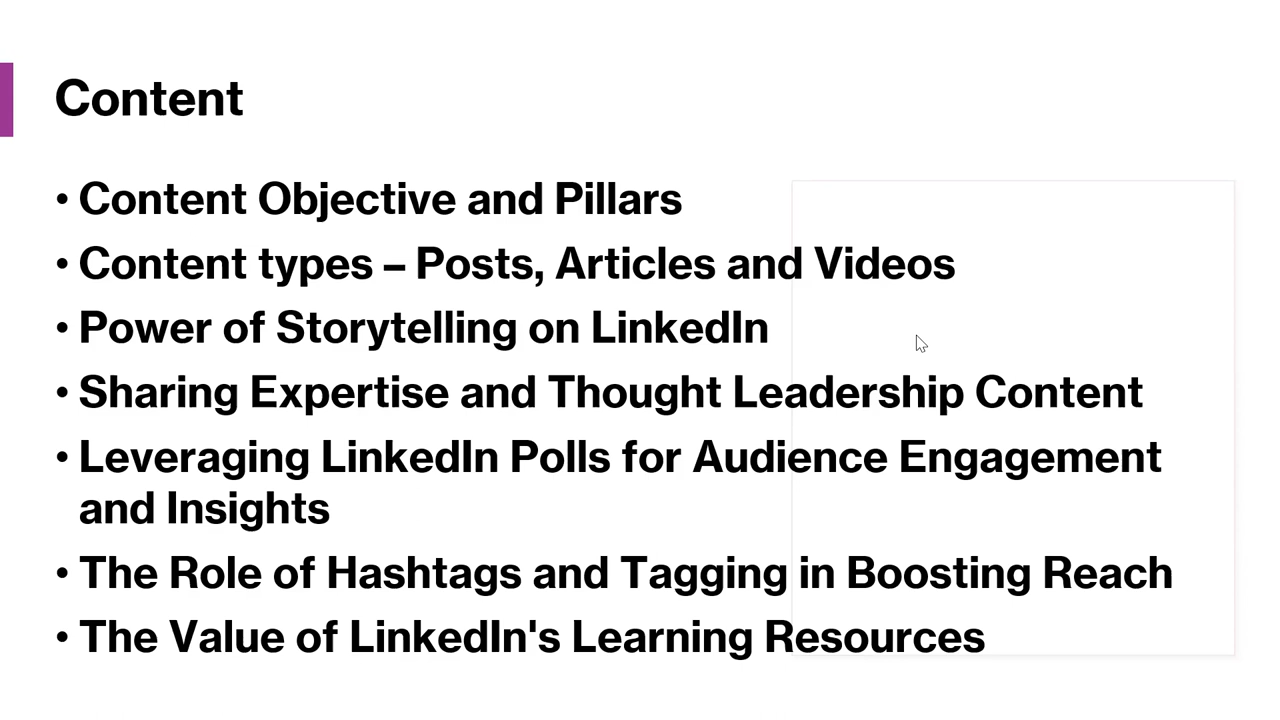 Content
• Content Objective and Pillars
• Content types – Posts, Articles and Videos
• Power of Storytelling on LinkedIn
• Sharing Expertise and Thought Leadership Content
• Leveraging LinkedIn Polls for Audience Engagement
and Insights
• The Role of Hashtags and Tagging in Boosting Reach
• The Value of LinkedIn's Learning Resources